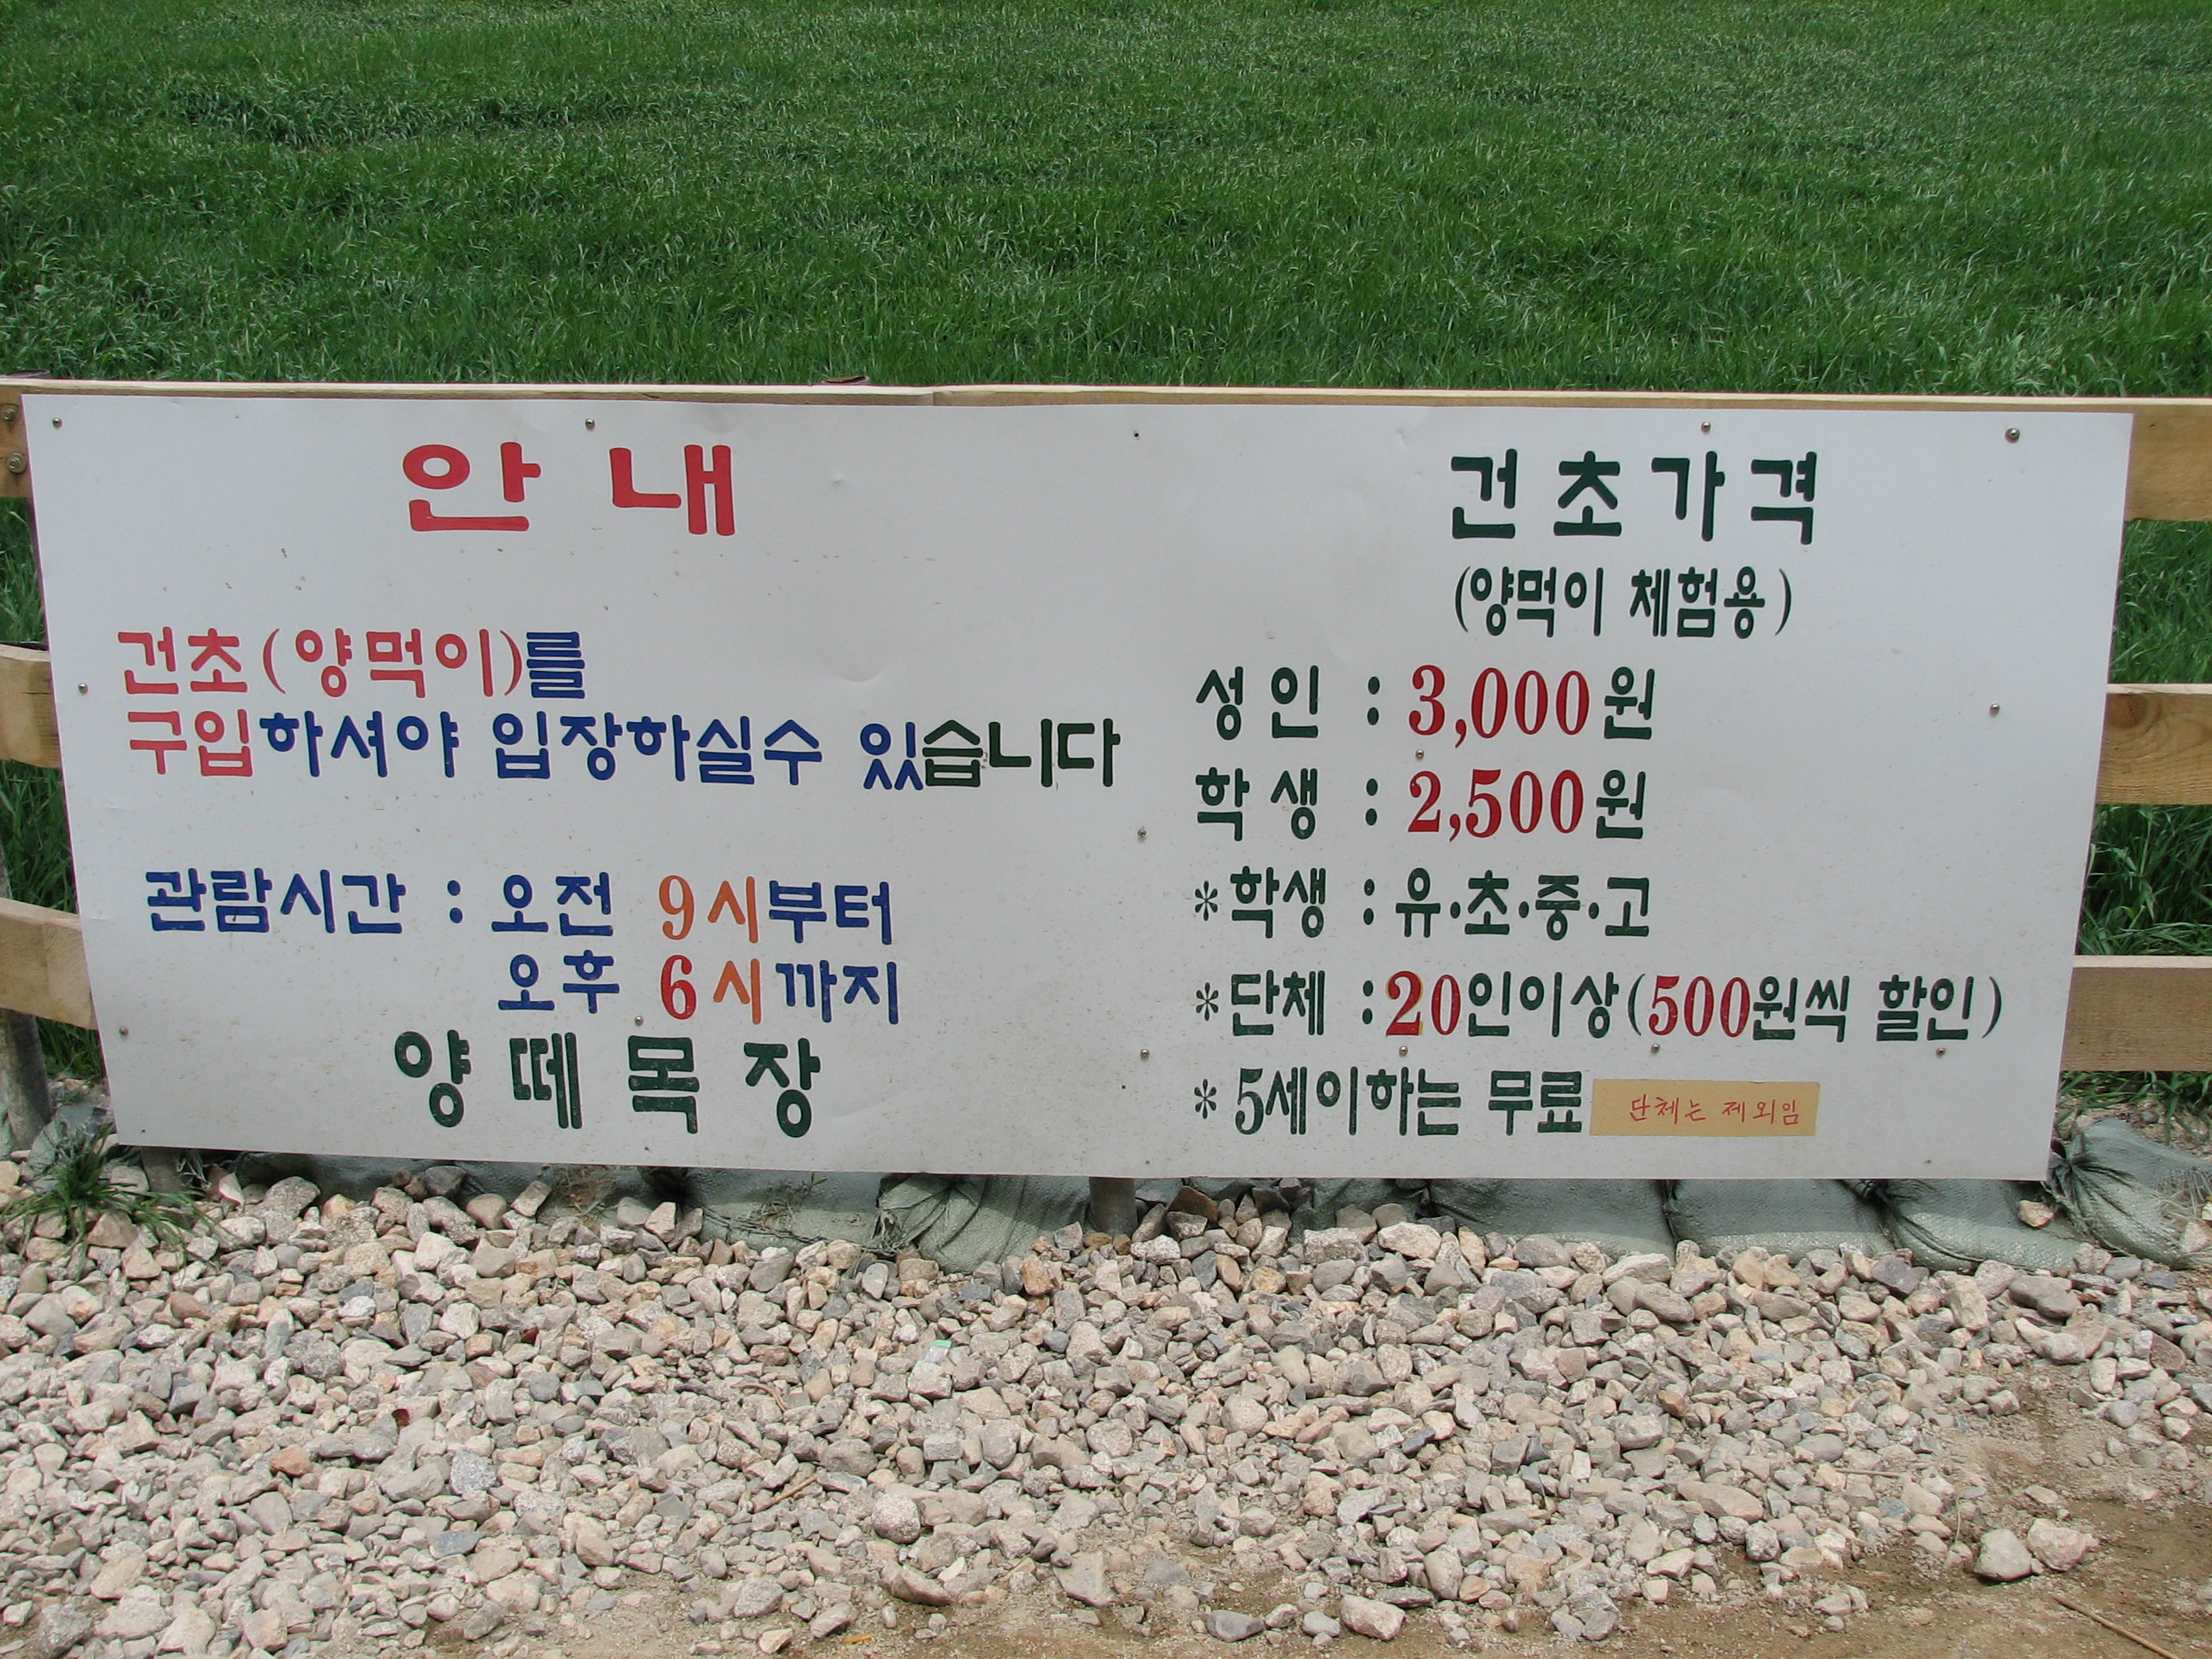 안내
건초(양먹이)를
구입하셔야 입장하실수 있습니다
관람시간 : 오전 9시부터
오후 6시까지
양떼목장
건초가격
(양먹이 체험용)
성인 : 3,000원
학생 : 2,500원
*학생 : 유·초·중·고
*단체 : 20인이상(500원씩 할인)
*5세이하는 무료 단체는 제외임